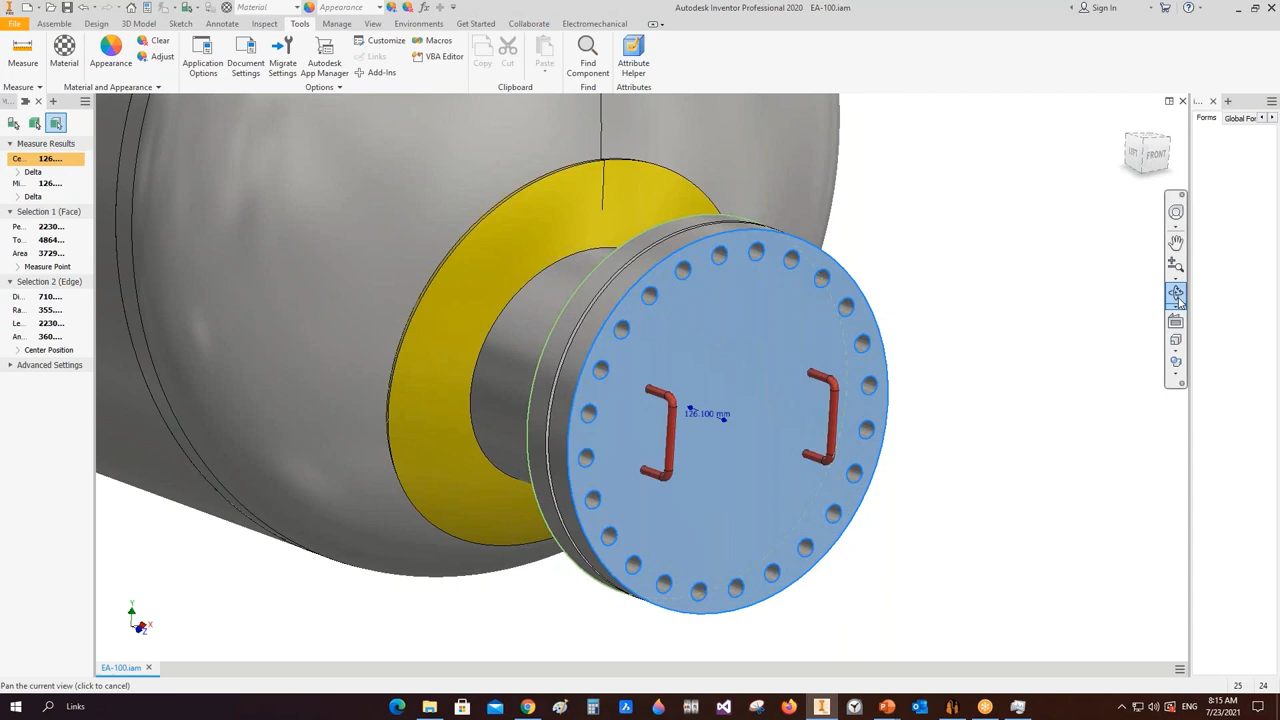 Material
Appearance
Autodesk Inventor Professional 2020 EA-100.iam
Sign In
File Assemble Design 3D Model Sketch Annotate Inspect Tools Manage View Environments Get Started Collaborate Electromechanical
Measure
Material
Appearance
Clear
Adjust
Application Options
Document Settings
Migrate Settings
Autodesk App Manager
Customize
Links
Add-Ins
Macros
VBA Editor
Copy
Cut
Paste
Find Component
Attribute Helper
Measure
Material and Appearance
Options
Clipboard
Find
Attributes
Measure Results
Ce... 126....
Delta
Mi... 126....
Delta
Selection 1 (Face)
Pe... 2230...
To... 4864...
Area 3729...
Measure Point
Selection 2 (Edge)
Di... 710....
Ra... 355....
Le... 2230...
An... 360....
Center Position
Advanced Settings
126.100 mm
LEFT FRONT
Forms Global For
Y
X
Z
EA-100.iam
Pan the current view (click to cancel)
25 24
Links
ENG
8:15 AM
7/23/2021